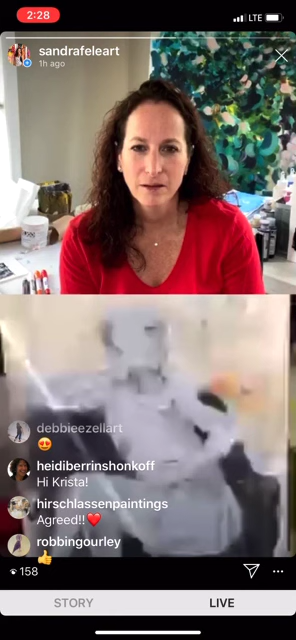 2:28
LTE
sandrafeleart
1h ago
debbieezellart
😍
heidiberrinshonkoff
Hi Krista!
hirschlassenpaintings
Agreed!!❤️
robbingourley
👍
158
STORY
LIVE